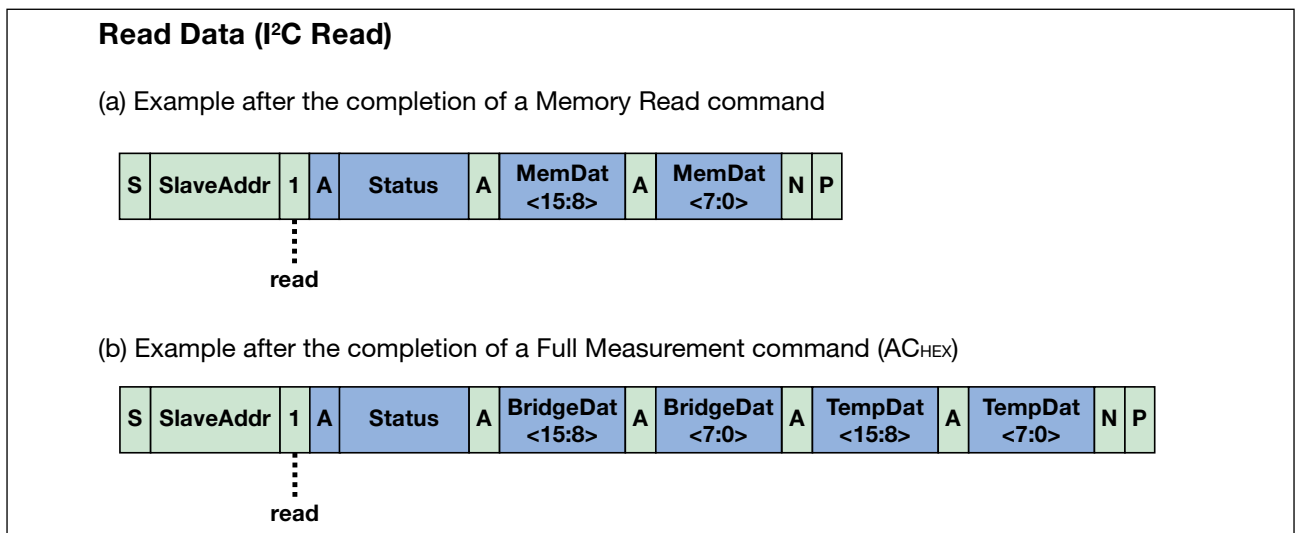 Read Data (I²C Read)
(a) Example after the completion of a Memory Read command
S SlaveAddr 1 A Status A MemDat <15:8> A MemDat <7:0> N P
read
(b) Example after the completion of a Full Measurement command (ACHEX)
S SlaveAddr 1 A Status A BridgeDat <15:8> A BridgeDat <7:0> A TempDat <15:8> A TempDat <7:0> N P
read